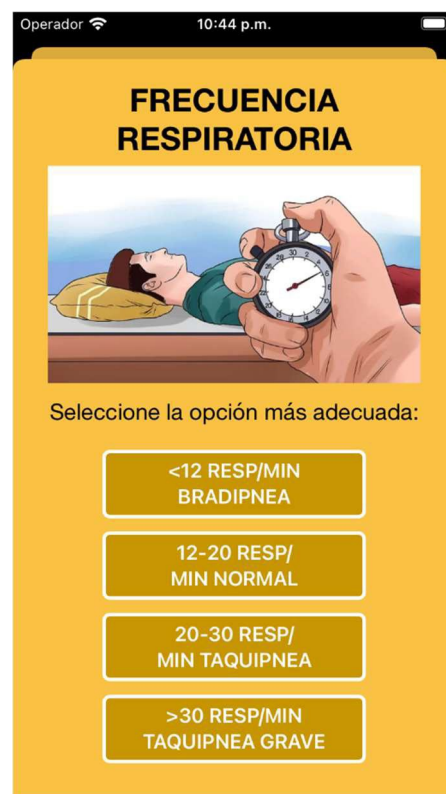 Operador
10:44 p.m.
FRECUENCIA
RESPIRATORIA
Seleccione la opción más adecuada:
<12 RESP/MIN
BRADIPNEA
12-20 RESP/
MIN NORMAL
20-30 RESP/
MIN TAQUIPNEA
>30 RESP/MIN
TAQUIPNEA GRAVE